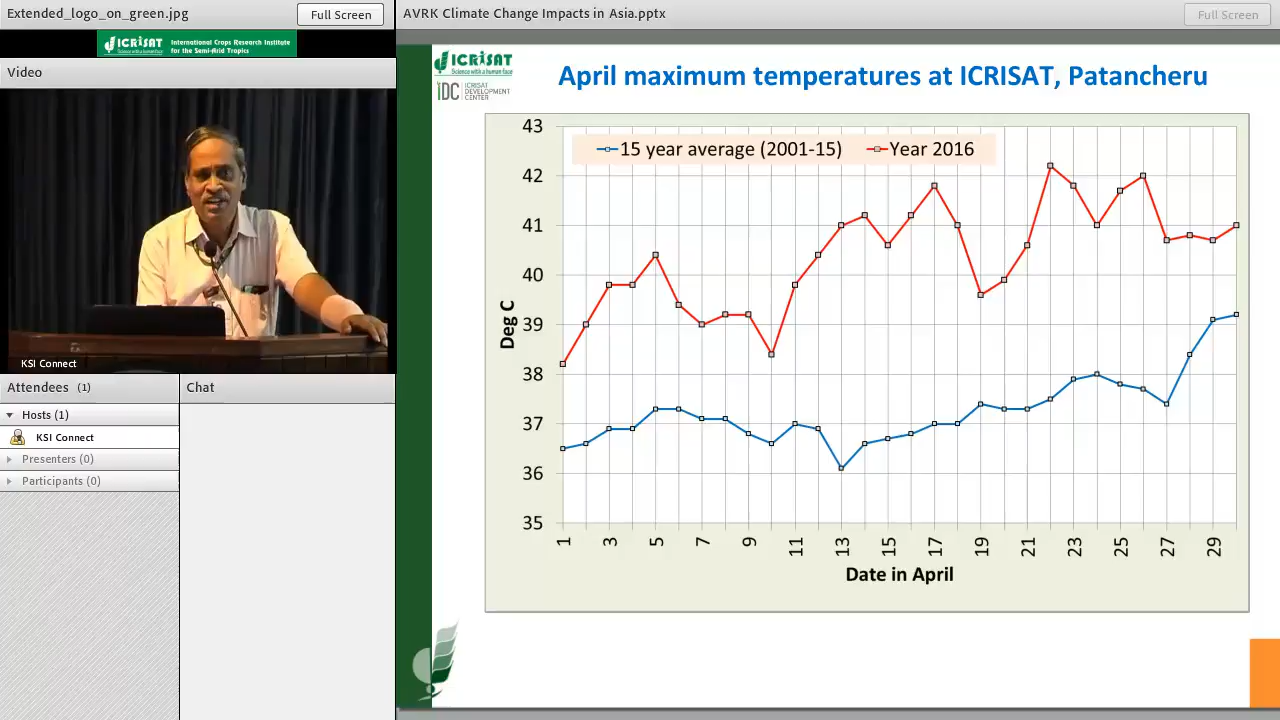 Extended_logo_on_green.jpg
Full Screen
ICRISAT
Science with a human face
International Crops Research Institute
for the Semi-Arid Tropics
Video
KSI Connect
Attendees (1)
Hosts (1)
KSI Connect
Presenters (0)
Participants (0)
Chat
AVRK Climate Change Impacts in Asia.pptx
Full Screen
ICRISAT
Science with a human face
IDC
ICRISAT
DEVELOPMENT
CENTER
April maximum temperatures at ICRISAT, Patancheru
15 year average (2001-15)
Year 2016
43
42
41
40
39
38
37
36
35
Deg C
1
3
5
7
9
11
13
15
17
19
21
23
25
27
29
Date in April